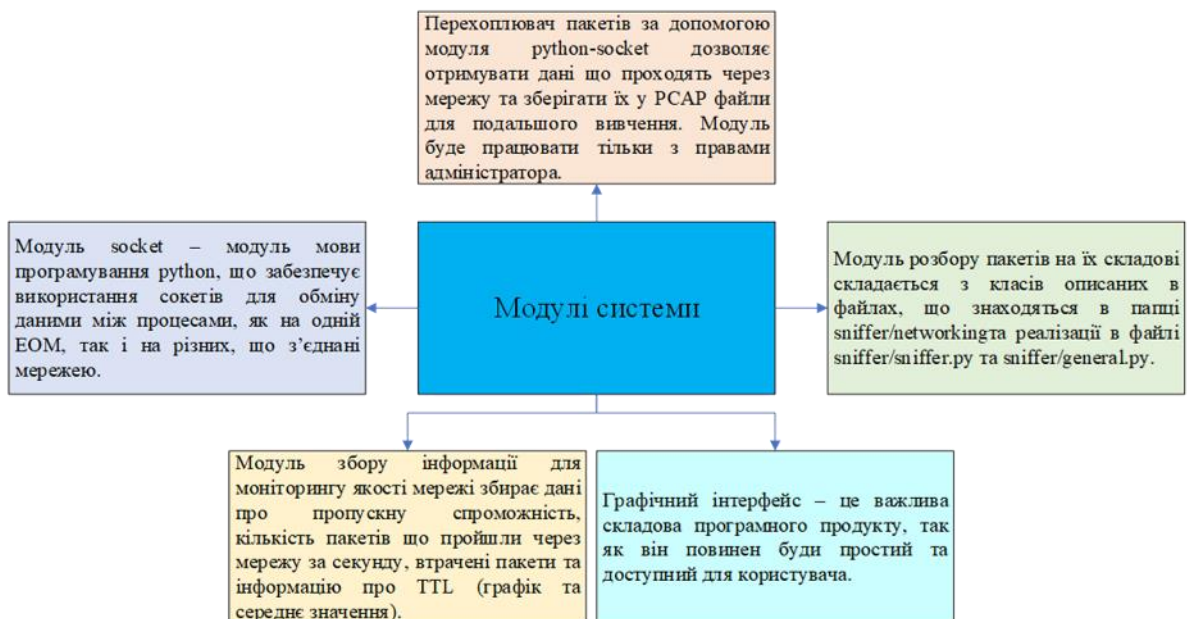 Перехоплювач пакетів за допомогою
модуля python-socket дозволяє
отримувати дані що проходять через
мережу та зберігати їх у PCAP файли
для подальшого вивчення. Модуль
буде працювати тільки з правами
адміністратора.
Модуль socket – модуль мови
програмування python, що забезпечує
використання сокетів для обміну
даними між процесами, як на одній
ЕОМ, так і на різних, що з’єднані
мережею.
Модулі системи
Модуль розбору пакетів на їх складові
складається з класів описаних в
файлах, що знаходяться в папці
sniffer/networkingта реалізації в файлі
sniffer/sniffer.py та sniffer/general.py.
Модуль збору інформації для
моніторингу якості мережі збирає дані
про пропускну спроможність,
кількість пакетів що пройшли через
мережу за секунду, втрачені пакети та
інформацію про TTL (графік та
середнє значення).
Графічний інтерфейс – це важлива
складова програмного продукту, так
як він повинен буди простий та
доступний для користувача.